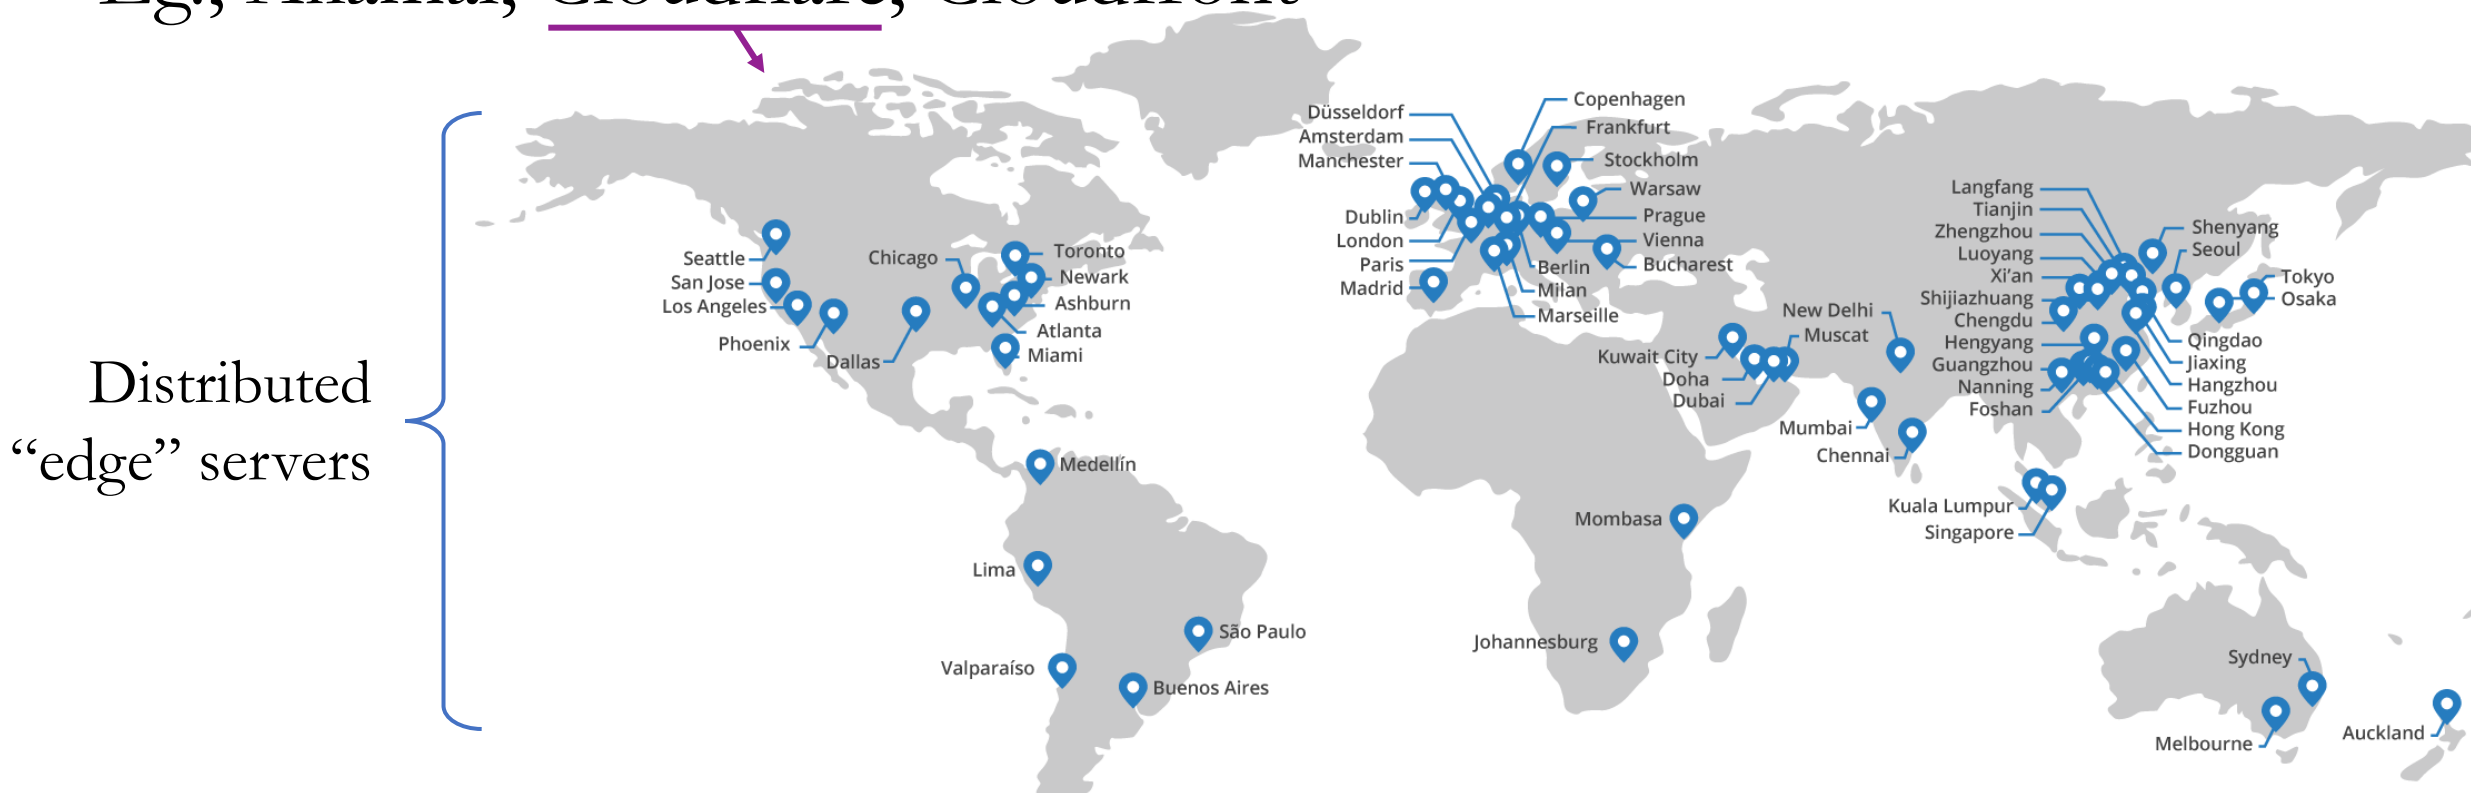 Eg., Akamai, Cloudflare, Cloudfront
Distributed
“edge” servers
Seattle
San Jose
Los Angeles
Phoenix
Dallas
Chicago
Toronto
Newark
Ashburn
Atlanta
Miami
Medellín
Lima
São Paulo
Valparaíso
Buenos Aires
Düsseldorf
Amsterdam
Manchester
Dublin
London
Paris
Madrid
Copenhagen
Frankfurt
Stockholm
Warsaw
Prague
Vienna
Bucharest
Berlin
Milan
Marseille
Kuwait City
Doha
Dubai
Muscat
New Delhi
Mumbai
Chennai
Mombasa
Johannesburg
Langfang
Tianjin
Zhengzhou
Luoyang
Xi’an
Shijiazhuang
Chengdu
Hengyang
Guangzhou
Nanning
Foshan
Shenyang
Seoul
Tokyo
Osaka
Qingdao
Jiaxing
Hangzhou
Fuzhou
Hong Kong
Dongguan
Kuala Lumpur
Singapore
Sydney
Melbourne
Auckland